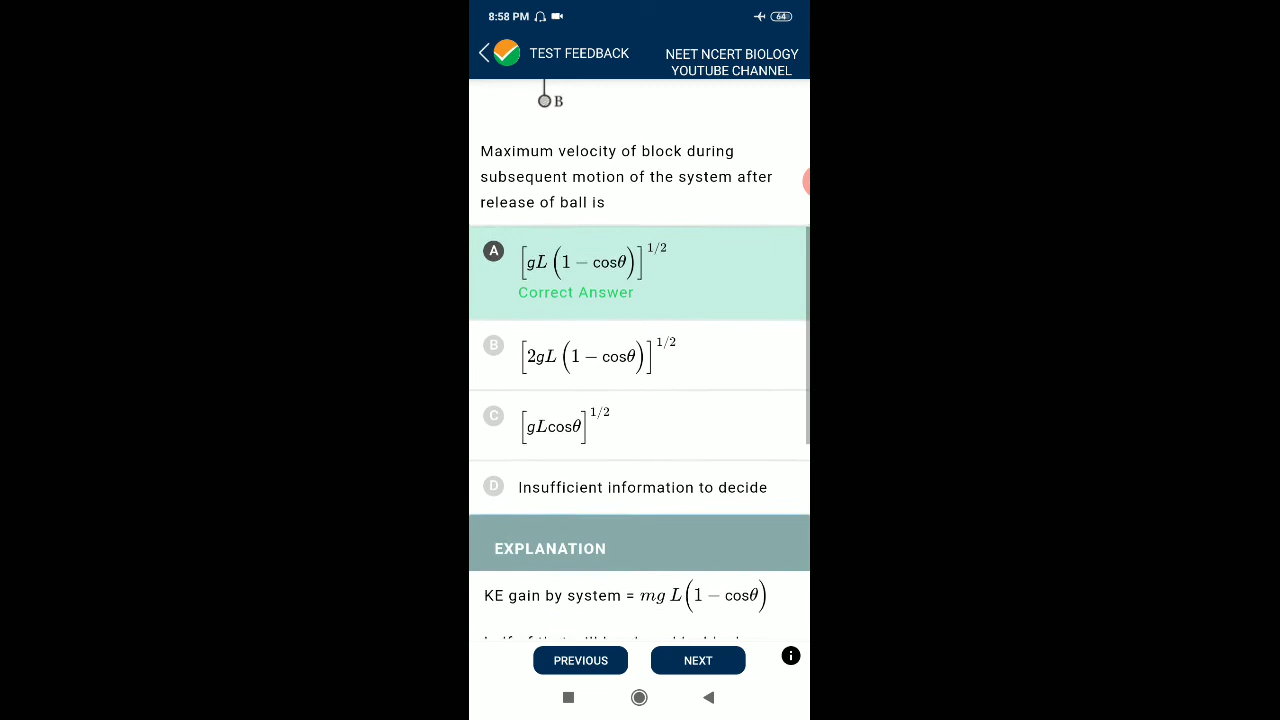 8:58 PM 64
TEST FEEDBACK
NEET NCERT BIOLOGY
YOUTUBE CHANNEL
B
Maximum velocity of block during
subsequent motion of the system after
release of ball is
A [gL(1 − cosθ)]^1/2
Correct Answer
B [2gL(1 − cosθ)]^1/2
C [gLcosθ]^1/2
D Insufficient information to decide
EXPLANATION
KE gain by system = mg L(1 − cosθ)
PREVIOUS NEXT